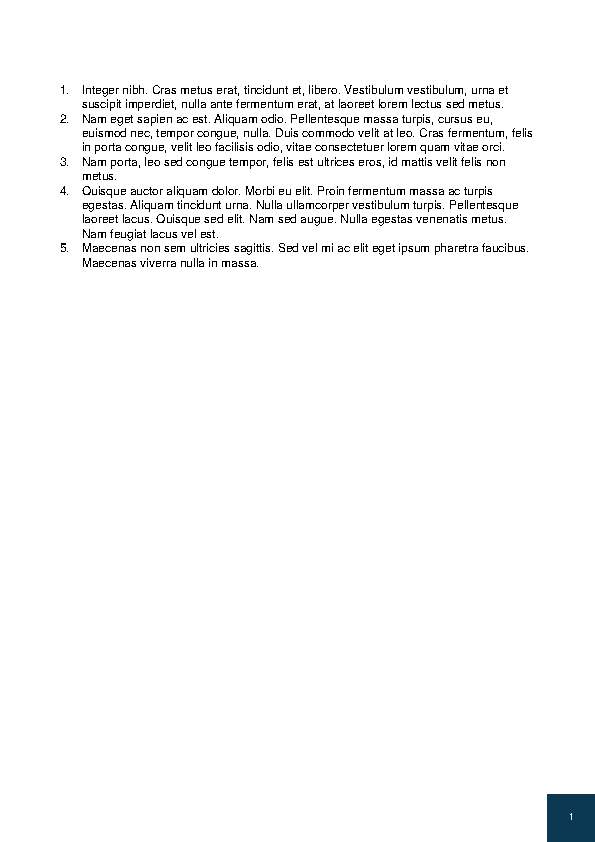 1. Integer nibh. Cras metus erat, tincidunt et, libero. Vestibulum vestibulum, urna et
suscipit imperdiet, nulla ante fermentum erat, at laoreet lorem lectus sed metus.
2. Nam eget sapien ac est. Aliquam odio. Pellentesque massa turpis, cursus eu,
euismod nec, tempor congue, nulla. Duis commodo velit at leo. Cras fermentum, felis
in porta congue, velit leo facilisis odio, vitae consectetuer lorem quam vitae orci.
3. Nam porta, leo sed congue tempor, felis est ultrices eros, id mattis velit felis non
metus.
4. Quisque auctor aliquam dolor. Morbi eu elit. Proin fermentum massa ac turpis
egestas. Aliquam tincidunt urna. Nulla ullamcorper vestibulum turpis. Pellentesque
laoreet lacus. Quisque sed elit. Nam sed augue. Nulla egestas venenatis metus.
Nam feugiat lacus vel est.
5. Maecenas non sem ultricies sagittis. Sed vel mi ac elit eget ipsum pharetra faucibus.
Maecenas viverra nulla in massa.
1